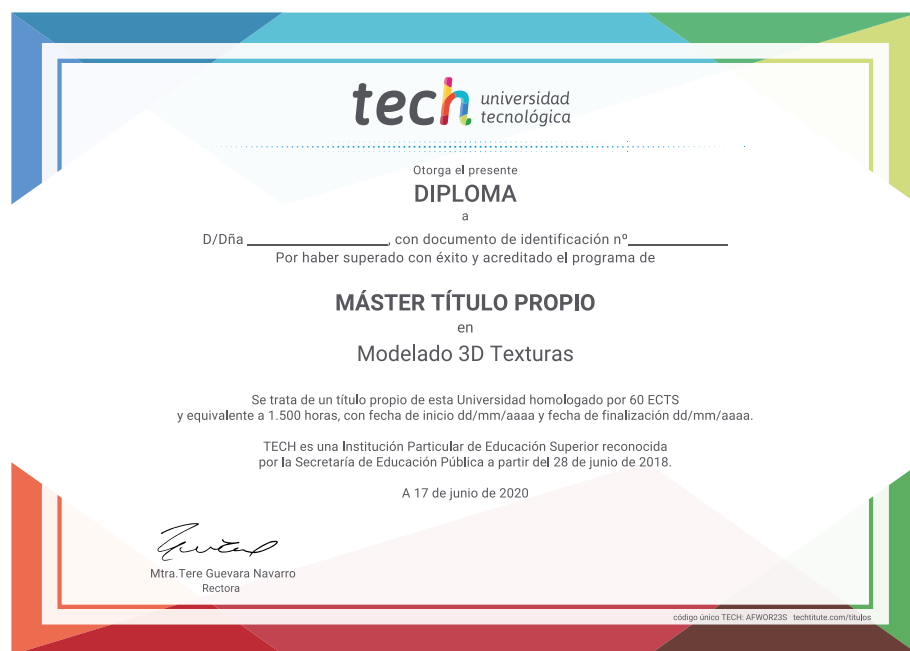 tech universidad
tecnológica
Otorga el presente
DIPLOMA
a
D/Dña ________________, con documento de identificación nº____________
Por haber superado con éxito y acreditado el programa de
MÁSTER TÍTULO PROPIO
en
Modelado 3D Texturas
Se trata de un título propio de esta Universidad homologado por 60 ECTS
y equivalente a 1.500 horas, con fecha de inicio dd/mm/aaaa y fecha de finalización dd/mm/aaaa.
TECH es una Institución Particular de Educación Superior reconocida
por la Secretaría de Educación Pública a partir del 28 de junio de 2018.
A 17 de junio de 2020
Mtra.Tere Guevara Navarro
Rectora
código único TECH: AFWOR23S techtitute.com/titulos